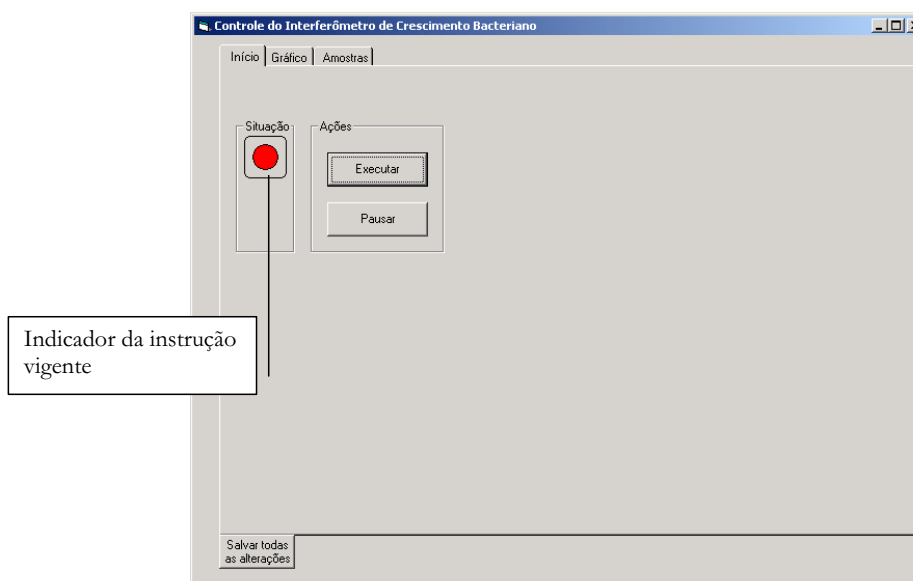 Controle do Interferômetro de Crescimento Bacteriano
Início Gráfico Amostras
Situação Ações
Executar
Pausar
Indicador da instrução
vigente
Salvar todas
as alterações